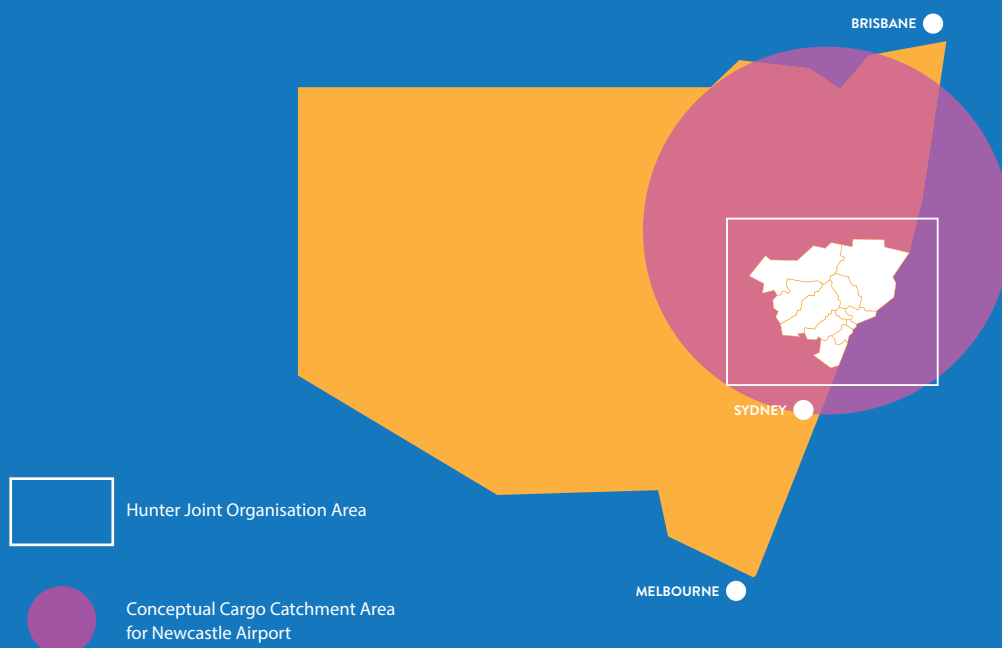 BRISBANE
SYDNEY
Hunter Joint Organisation Area
MELBOURNE
Conceptual Cargo Catchment Area
for Newcastle Airport